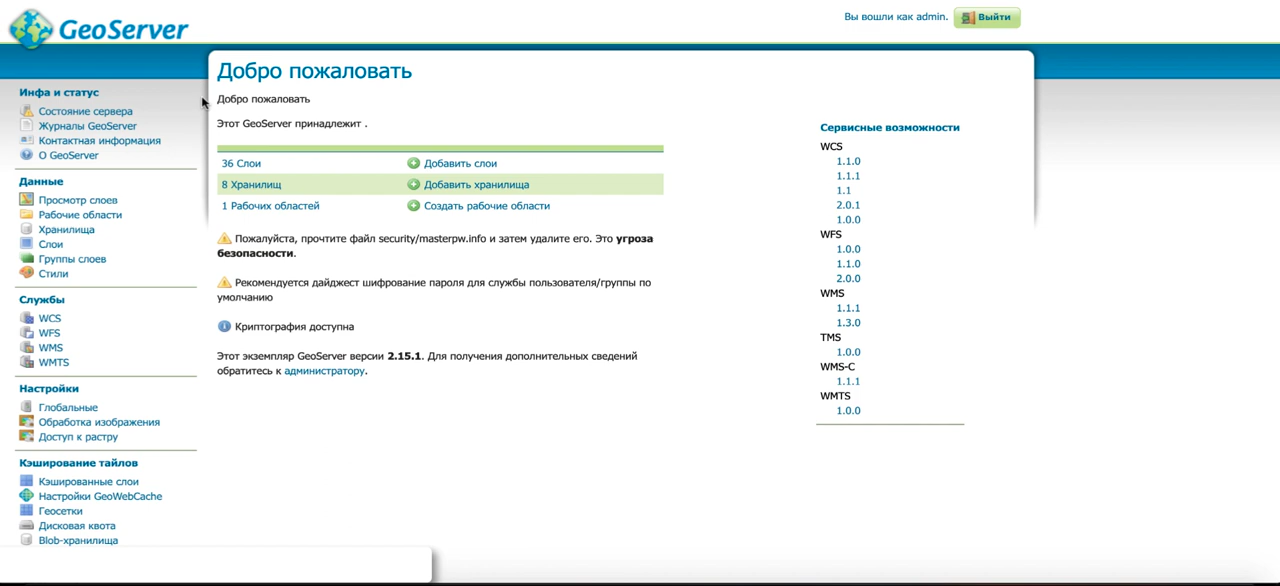 GeoServer
Вы вошли как admin.
Выйти
Инфа и статус
Состояние сервера
Журналы GeoServer
Контактная информация
О GeoServer
Данные
Просмотр слоев
Рабочие области
Хранилища
Слои
Группы слоев
Стили
Службы
WCS
WFS
WMS
WMTS
Настройки
Глобальные
Обработка изображения
Доступ к растру
Кэширование тайлов
Кэшированные слои
Настройки GeoWebCache
Геосетки
Дисковая квота
Blob-хранилища
Добро пожаловать
Добро пожаловать
Этот GeoServer принадлежит .
36 Слои Добавить слои
8 Хранилищ Добавить хранилища
1 Рабочих областей Создать рабочие области
Пожалуйста, прочтите файл security/masterpw.info и затем удалите его. Это угроза
безопасности.
Рекомендуется дайджест шифрование пароля для службы пользователя/группы по
умолчанию
Криптография доступна
Этот экземпляр GeoServer версии 2.15.1. Для получения дополнительных сведений
обратитесь к администратору.
Сервисные возможности
WCS
1.1.0
1.1.1
1.1
2.0.1
1.0.0
WFS
1.0.0
1.1.0
2.0.0
WMS
1.1.1
1.3.0
TMS
1.0.0
WMS-C
1.1.1
WMTS
1.0.0